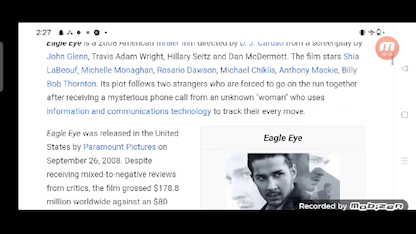 2:27
Eagle Eye is a 2008 American thriller film directed by D. J. Caruso from a screenplay by
John Glenn, Travis Adam Wright, Hillary Seitz and Dan McDermott. The film stars Shia
LaBeouf, Michelle Monaghan, Rosario Dawson, Michael Chiklis, Anthony Mackie, Billy
Bob Thornton. Its plot follows two strangers who are forced to go on the run together
after receiving a mysterious phone call from an unknown "woman" who uses
information and communications technology to track their every move.
Eagle Eye was released in the United
States by Paramount Pictures on
September 26, 2008. Despite
receiving mixed-to-negative reviews
from critics, the film grossed $178.8
million worldwide against an $80
Eagle Eye
Recorded by Mobizen